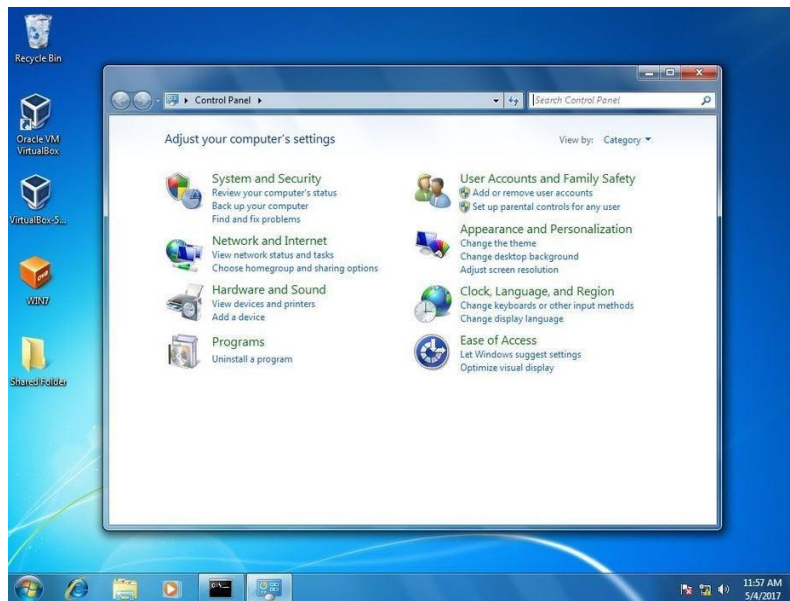 Recycle Bin
Oracle VM
VirtualBox
VirtualBox-5...
ova
WIN7
Shared Folder
Control Panel
Search Control Panel
Adjust your computer's settings
View by: Category
System and Security
Review your computer's status
Back up your computer
Find and fix problems
Network and Internet
View network status and tasks
Choose homegroup and sharing options
Hardware and Sound
View devices and printers
Add a device
Programs
Uninstall a program
User Accounts and Family Safety
Add or remove user accounts
Set up parental controls for any user
Appearance and Personalization
Change the theme
Change desktop background
Adjust screen resolution
Clock, Language, and Region
Change keyboards or other input methods
Change display language
Ease of Access
Let Windows suggest settings
Optimize visual display
C:\_
11:57 AM
5/4/2017